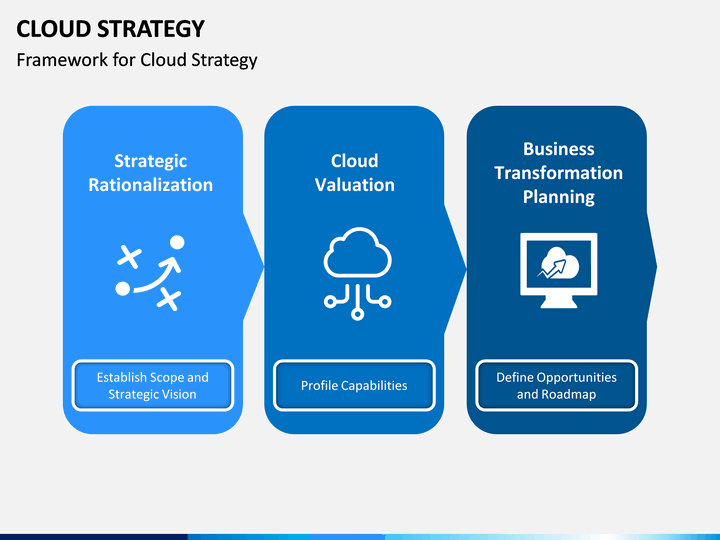 CLOUD STRATEGY
Framework for Cloud Strategy
Strategic
Rationalization
Establish Scope and
Strategic Vision
Cloud
Valuation
Profile Capabilities
Business
Transformation
Planning
Define Opportunities
and Roadmap